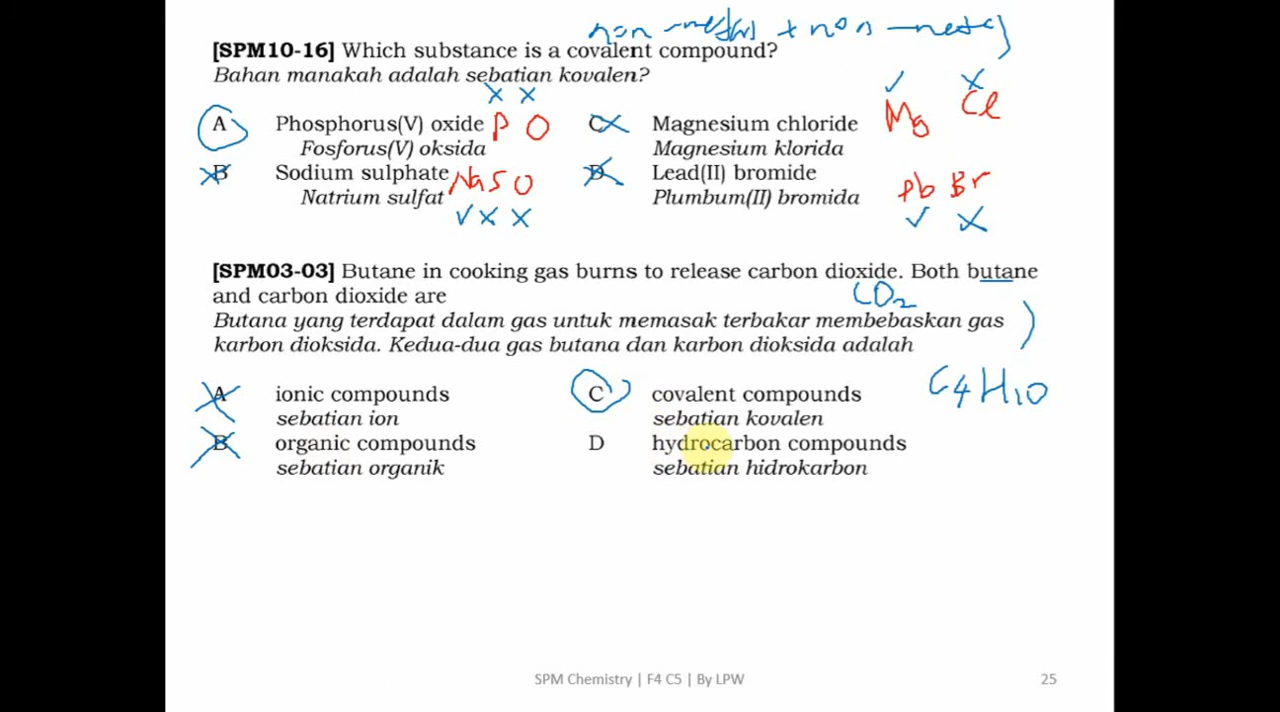 non-metal + non-metal
[SPM10-16] Which substance is a covalent compound?
Bahan manakah adalah sebatian kovalen?
A Phosphorus(V) oxide P O C Magnesium chloride Mg Cl
Fosforus(V) oksida Magnesium klorida
B Sodium sulphate Na S O D Lead(II) bromide Pb Br
Natrium sulfat Plumbum(II) bromida
[SPM03-03] Butane in cooking gas burns to release carbon dioxide. Both butane
and carbon dioxide are CO2
Butana yang terdapat dalam gas untuk memasak terbakar membebaskan gas
karbon dioksida. Kedua-dua gas butana dan karbon dioksida adalah
A ionic compounds C covalent compounds C4H10
sebatian ion sebatian kovalen
B organic compounds D hydrocarbon compounds
sebatian organik sebatian hidrokarbon
SPM Chemistry | F4 C5 | By LPW 25